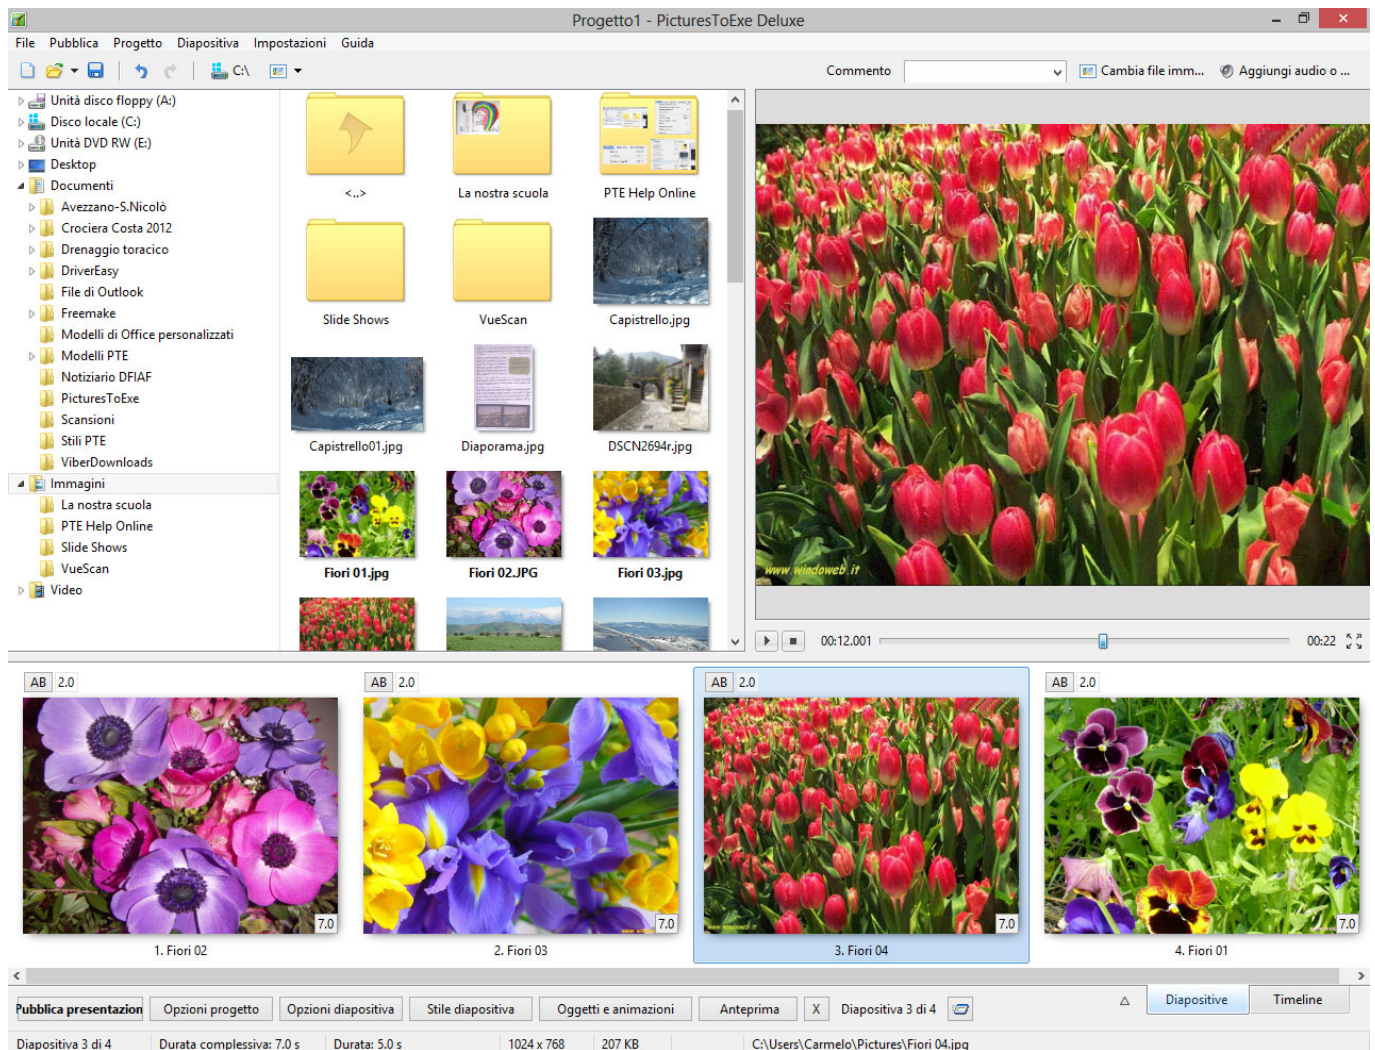 Progetto1 - PicturesToExe Deluxe
File Pubblica Progetto Diapositiva Impostazioni Guida
C:\
Commento
Cambia file imm...
Aggiungi audio o ...
Unità disco floppy (A:)
Disco locale (C:)
Unità DVD RW (E:)
Desktop
Documenti
Avezzano-S.Nicolò
Crociera Costa 2012
Drenaggio toracico
DriverEasy
File di Outlook
Freemake
Modelli di Office personalizzati
Modelli PTE
Notiziario DFIAF
PicturesToExe
Scansioni
Stili PTE
ViberDownloads
Immagini
La nostra scuola
PTE Help Online
Slide Shows
VueScan
Video
<..> La nostra scuola PTE Help Online
Slide Shows VueScan Capistrello.jpg
Capistrello01.jpg Diaporama.jpg DSCN2694r.jpg
Fiori 01.jpg Fiori 02.JPG Fiori 03.jpg
www.windoweb.it
00:12.001 00:22
AB 2.0 AB 2.0 AB 2.0 AB 2.0
7.0 7.0 7.0 7.0
www.windoweb.it
1. Fiori 02 2. Fiori 03 3. Fiori 04 4. Fiori 01
Pubblica presentazion Opzioni progetto Opzioni diapositiva Stile diapositiva Oggetti e animazioni Anteprima X Diapositiva 3 di 4 Diapositive Timeline
Diapositiva 3 di 4 Durata complessiva: 7.0 s Durata: 5.0 s 1024 x 768 207 KB C:\Users\Carmelo\Pictures\Fiori 04.jpg